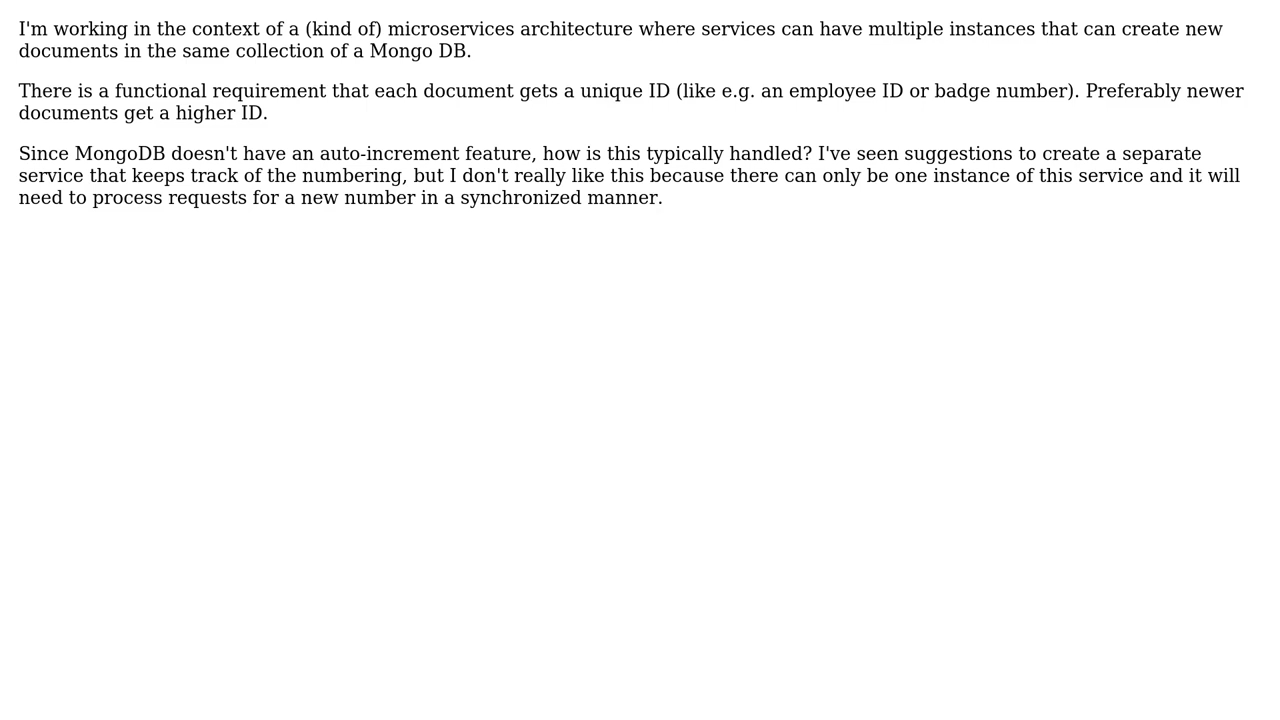 I'm working in the context of a (kind of) microservices architecture where services can have multiple instances that can create new
documents in the same collection of a Mongo DB.
There is a functional requirement that each document gets a unique ID (like e.g. an employee ID or badge number). Preferably newer
documents get a higher ID.
Since MongoDB doesn't have an auto-increment feature, how is this typically handled? I've seen suggestions to create a separate
service that keeps track of the numbering, but I don't really like this because there can only be one instance of this service and it will
need to process requests for a new number in a synchronized manner.